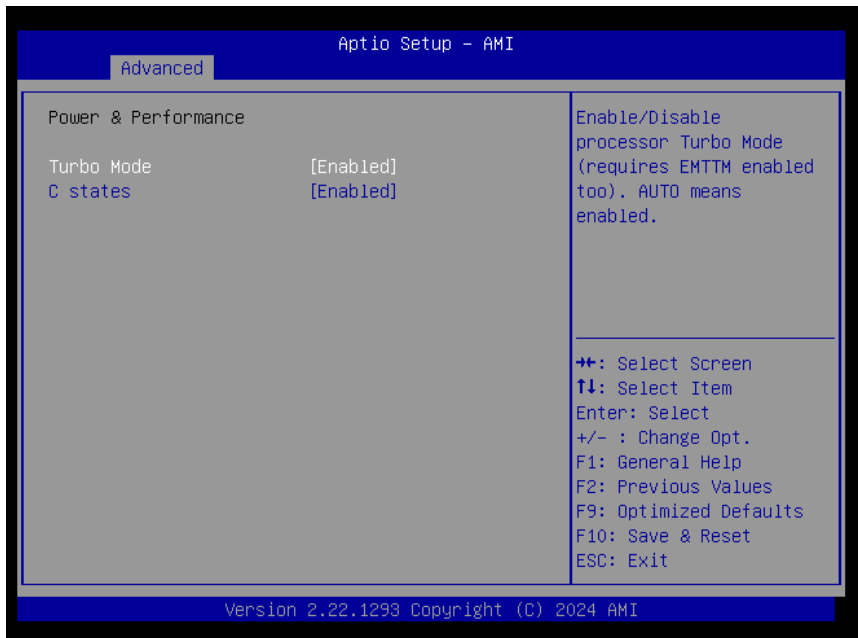 Aptio Setup – AMI
Advanced
Power & Performance
Turbo Mode [Enabled]
C states [Enabled]
Enable/Disable
processor Turbo Mode
(requires EMTTM enabled
too). AUTO means
enabled.
→←: Select Screen
↑↓: Select Item
Enter: Select
+/- : Change Opt.
F1: General Help
F2: Previous Values
F9: Optimized Defaults
F10: Save & Reset
ESC: Exit
Version 2.22.1293 Copyright (C) 2024 AMI